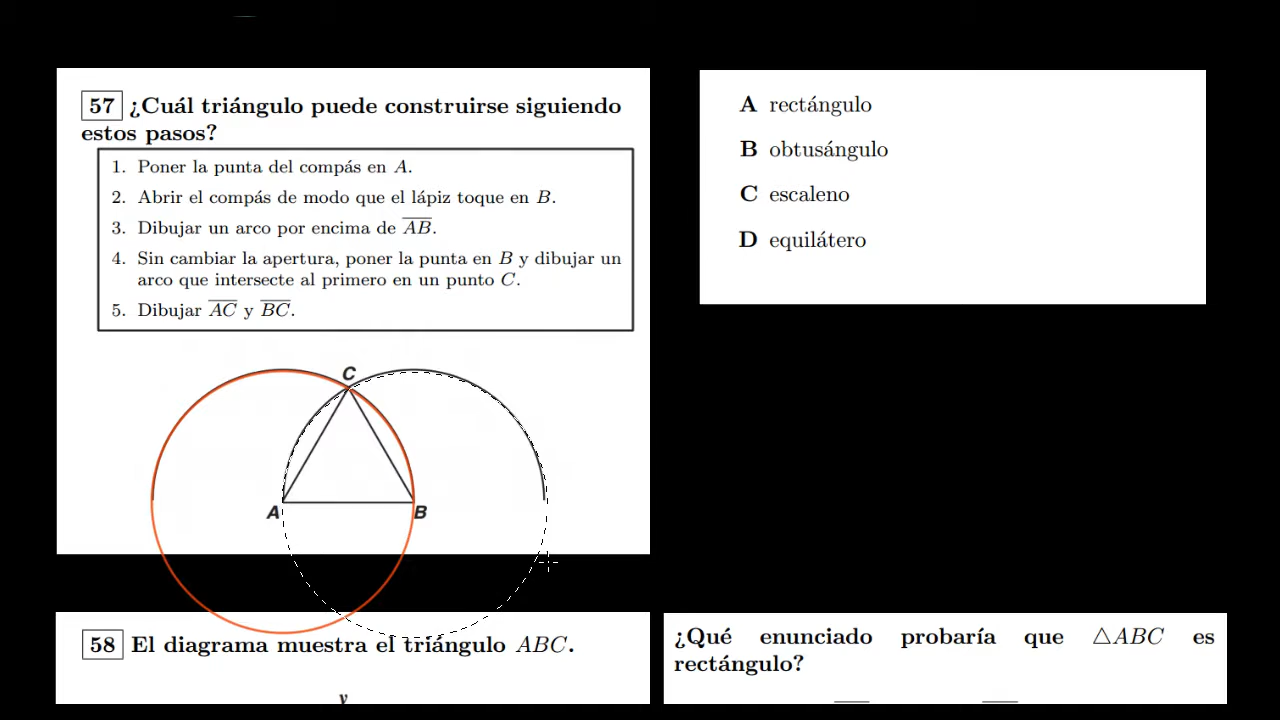 57 ¿Cuál triángulo puede construirse siguiendo
estos pasos?
1. Poner la punta del compás en A.
2. Abrir el compás de modo que el lápiz toque en B.
3. Dibujar un arco por encima de AB.
4. Sin cambiar la apertura, poner la punta en B y dibujar un
arco que intersecte al primero en un punto C.
5. Dibujar AC y BC.
C
A
B
A rectángulo
B obtusángulo
C escaleno
D equilátero
58 El diagrama muestra el triángulo ABC.
y
¿Qué enunciado probaría que △ABC es
rectángulo?